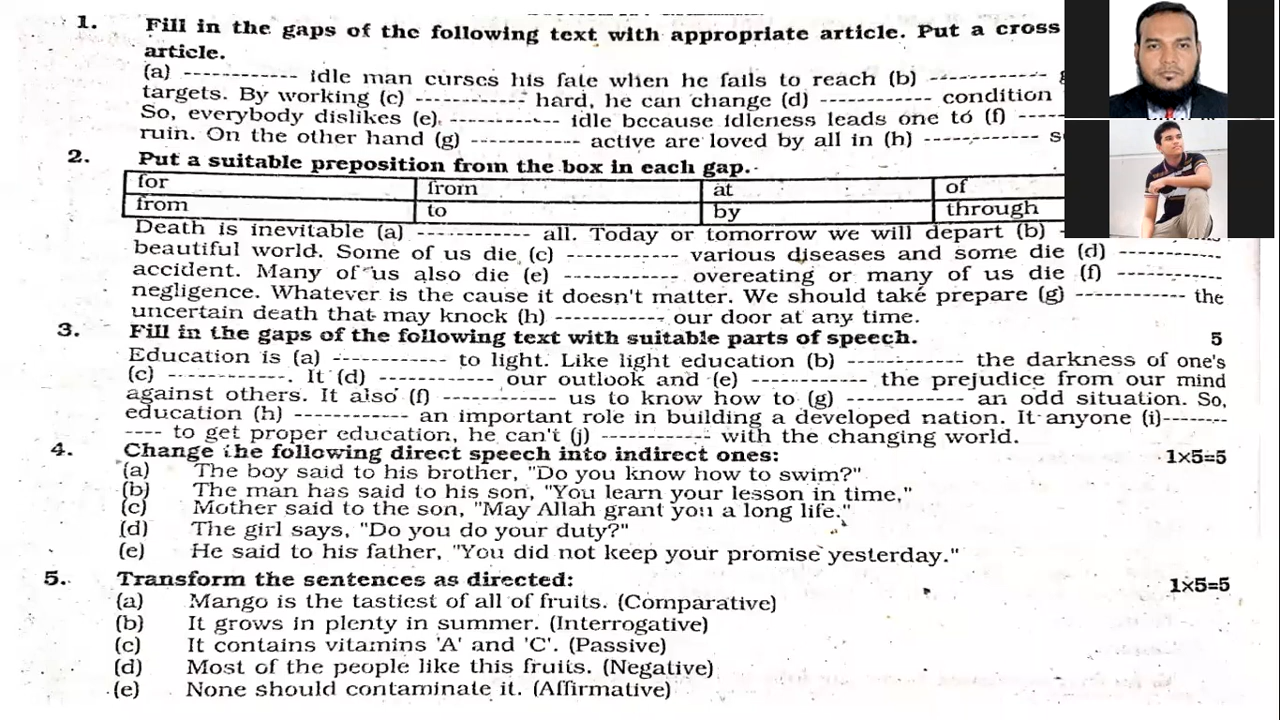 1. Fill in the gaps of the following text with appropriate article. Put a cross
article.
(a) ------------ idle man curses his fate when he fails to reach (b) ----------
targets. By working (c) ------------ hard, he can change (d) ------------ condition
So, everybody dislikes (e) ------------ idle because idleness leads one to (f) -----
ruin. On the other hand (g) ------------ active are loved by all in (h) ----------
2. Put a suitable preposition from the box in each gap.
for from at of
from to by through
Death is inevitable (a) ------------ all. Today or tomorrow we will depart (b) -
beautiful world. Some of us die (c) ------------ various diseases and some die (d) -----------
accident. Many of us also die (e) ------------ overeating or many of us die (f) -----------
negligence. Whatever is the cause it doesn't matter. We should take prepare (g) ------------ the
uncertain death that may knock (h) ------------ our door at any time.
3. Fill in the gaps of the following text with suitable parts of speech. 5
Education is (a) ------------ to light. Like light education (b) ------------ the darkness of one's
(c) ------------. It (d) ------------ our outlook and (e) ------------ the prejudice from our mind
against others. It also (f) ------------ us to know how to (g) ------------ an odd situation. So,
education (h) ------------ an important role in building a developed nation. It anyone (i)-------
---- to get proper education, he can't (j) ------------ with the changing world.
4. Change the following direct speech into indirect ones: 1×5=5
(a) The boy said to his brother, "Do you know how to swim?"
(b) The man has said to his son, "You learn your lesson in time,"
(c) Mother said to the son, "May Allah grant you a long life."
(d) The girl says, "Do you do your duty?"
(e) He said to his father, "You did not keep your promise yesterday."
5. Transform the sentences as directed: 1×5=5
(a) Mango is the tastiest of all of fruits. (Comparative)
(b) It grows in plenty in summer. (Interrogative)
(c) It contains vitamins 'A' and 'C'. (Passive)
(d) Most of the people like this fruits. (Negative)
(e) None should contaminate it. (Affirmative)